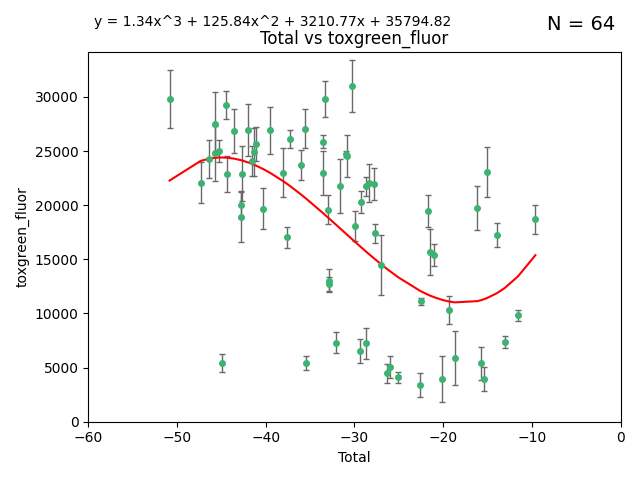 y = 1.34x^3 + 125.84x^2 + 3210.77x + 35794.82
N = 64
Total vs toxgreen_fluor
30000
25000
20000
15000
10000
5000
0
toxgreen_fluor
−60 −50 −40 −30 −20 −10 0
Total